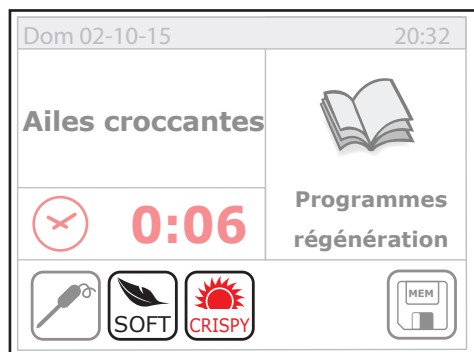 Dom 02-10-15 20:32
Ailes croccantes
0:06
Programmes
régénération
SOFT
CRISPY
MEM